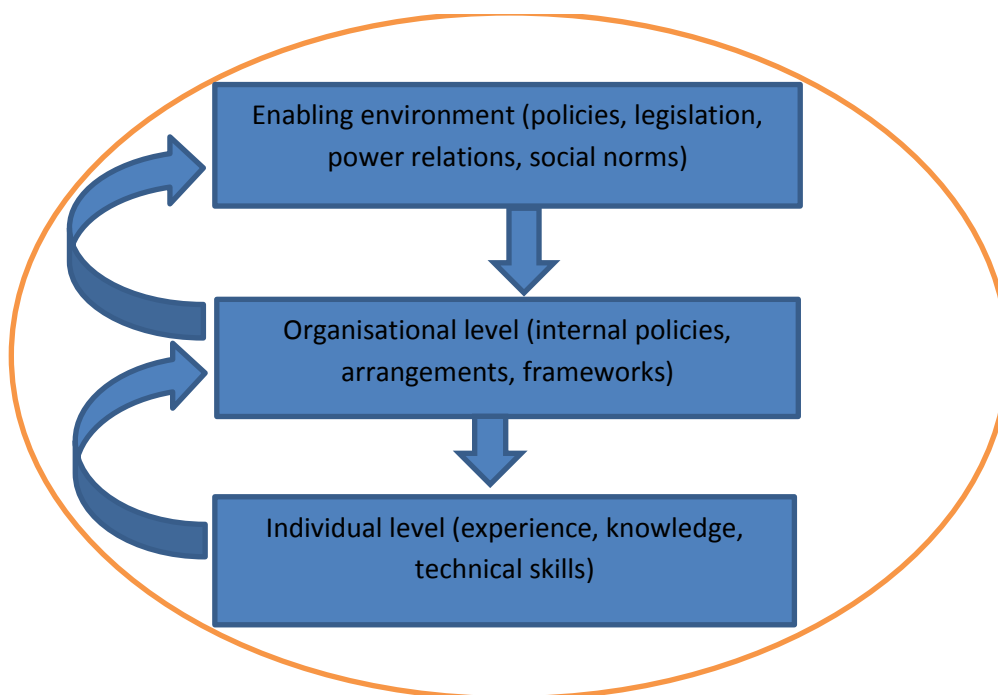 Enabling environment (policies, legislation,
power relations, social norms)
Organisational level (internal policies,
arrangements, frameworks)
Individual level (experience, knowledge,
technical skills)